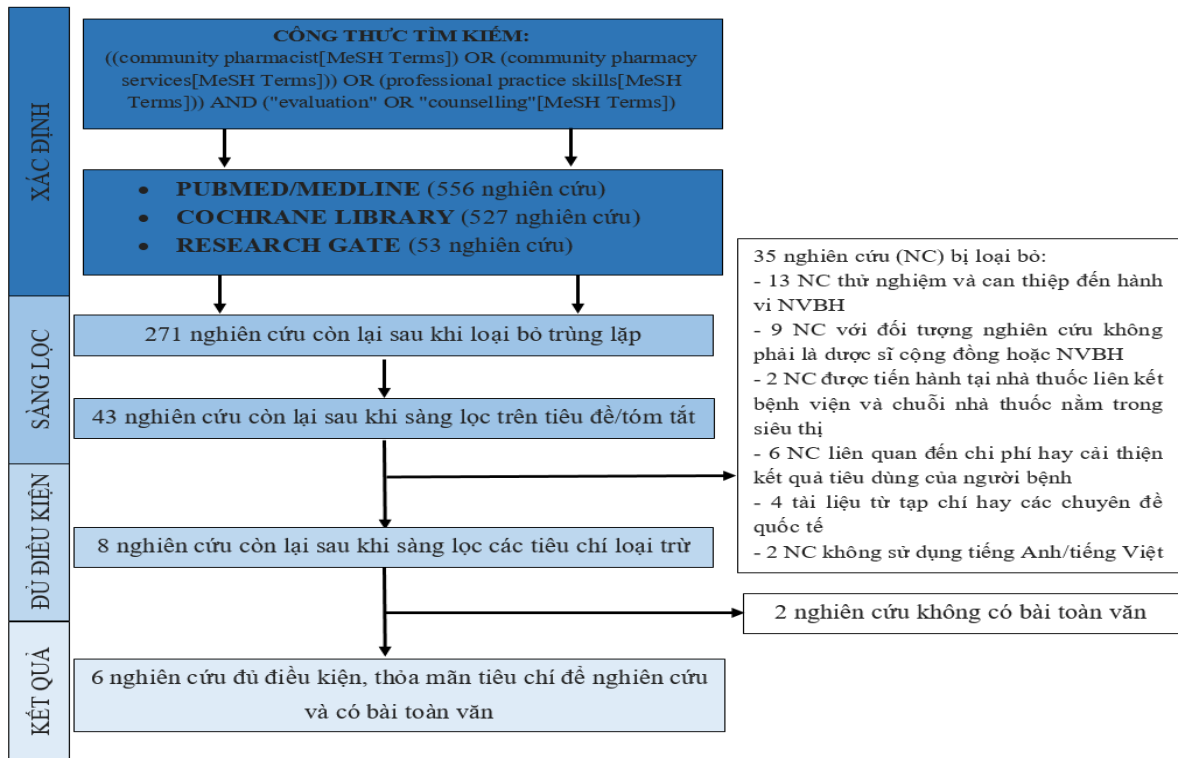 XÁC ĐỊNH
CÔNG THƯC TÌM KIẾM:
((community pharmacist[MeSH Terms]) OR (community pharmacy
services[MeSH Terms])) OR (professional practice skills[MeSH
Terms])) AND ("evaluation" OR "counselling"[MeSH Terms])
• PUBMED/MEDLINE (556 nghiên cứu)
• COCHRANE LIBRARY (527 nghiên cứu)
• RESEARCH GATE (53 nghiên cứu)
SÀNG LỌC
271 nghiên cứu còn lại sau khi loại bỏ trùng lặp
43 nghiên cứu còn lại sau khi sàng lọc trên tiêu đề/tóm tắt
35 nghiên cứu (NC) bị loại bỏ:
- 13 NC thử nghiệm và can thiệp đến hành
vi NVBH
- 9 NC với đối tượng nghiên cứu không
phải là dược sĩ cộng đồng hoặc NVBH
- 2 NC được tiến hành tại nhà thuốc liên kết
bệnh viện và chuỗi nhà thuốc nằm trong
siêu thị
- 6 NC liên quan đến chi phí hay cải thiện
kết quả tiêu dùng của người bệnh
- 4 tài liệu từ tạp chí hay các chuyên đề
quốc tế
- 2 NC không sử dụng tiếng Anh/tiếng Việt
ĐỦ ĐIỀU KIỆN
8 nghiên cứu còn lại sau khi sàng lọc các tiêu chí loại trừ
2 nghiên cứu không có bài toàn văn
KẾT QUẢ
6 nghiên cứu đủ điều kiện, thỏa mãn tiêu chí để nghiên cứu
và có bài toàn văn